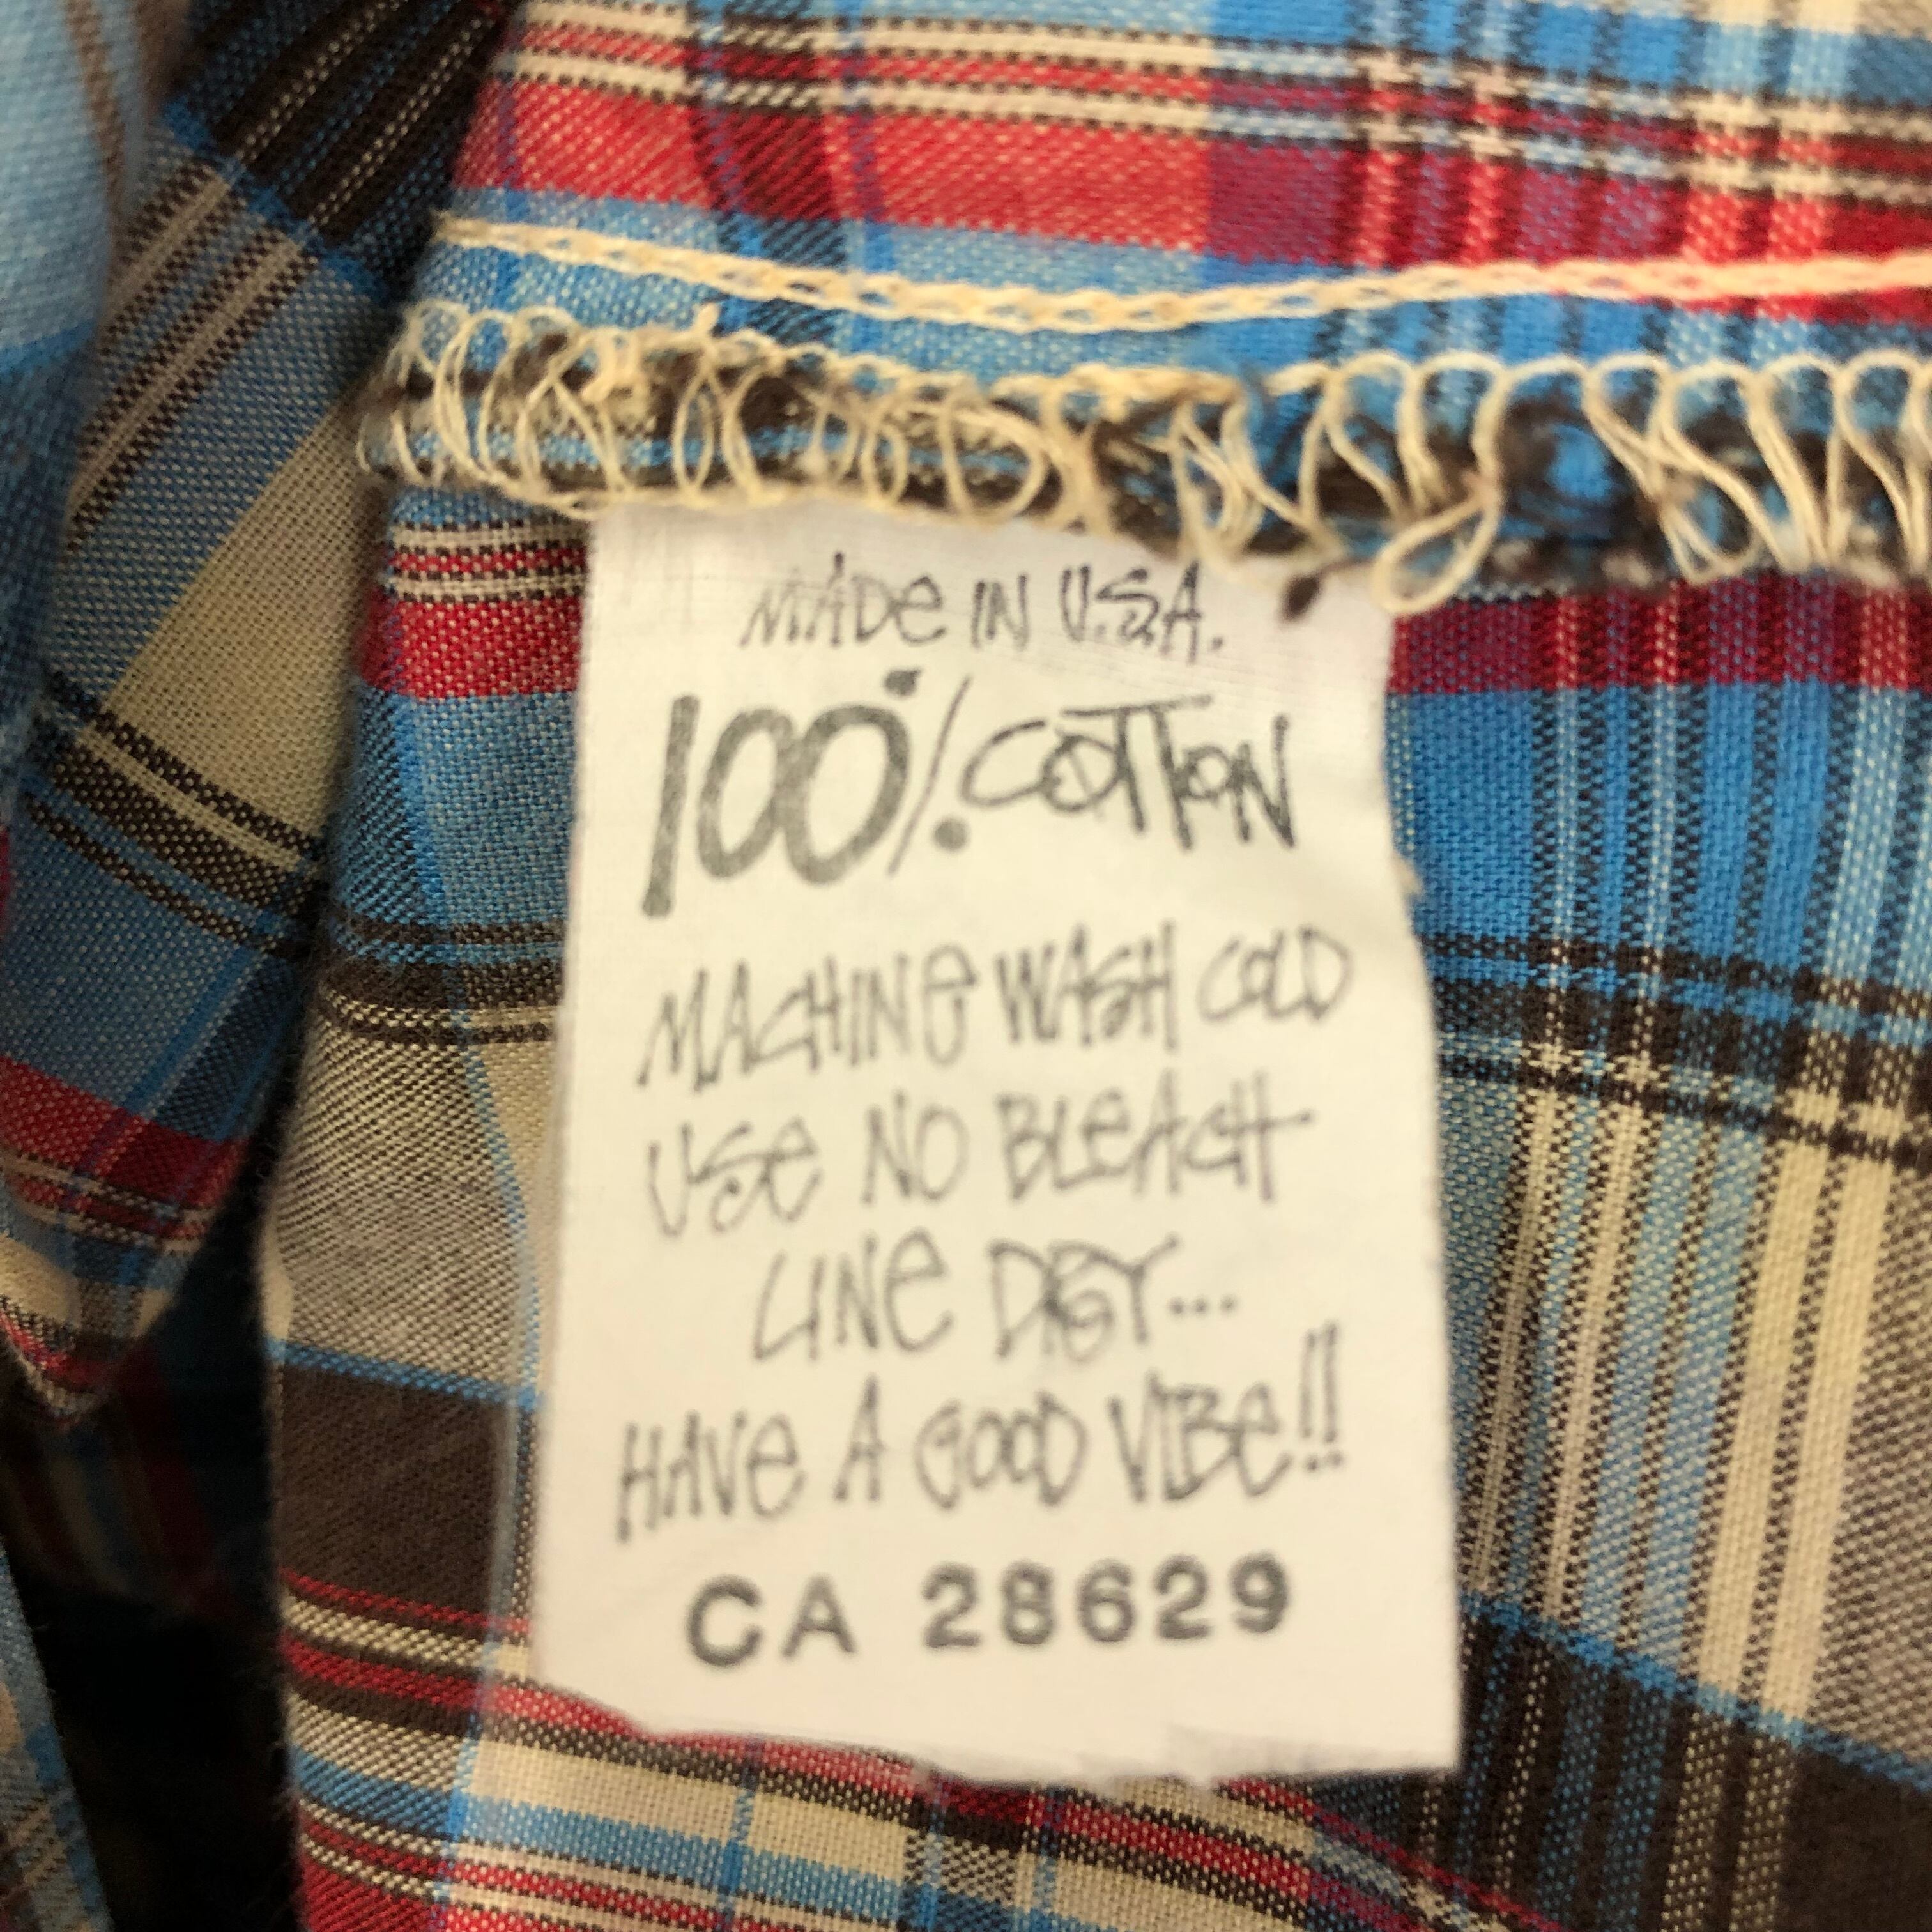 MADe IN U.S.A.
100% COTTON
MACHINe WASH COLD
USe NO BLeACH
LINe DRY...
HAVe A GOOD VIBe!!
CA 28629